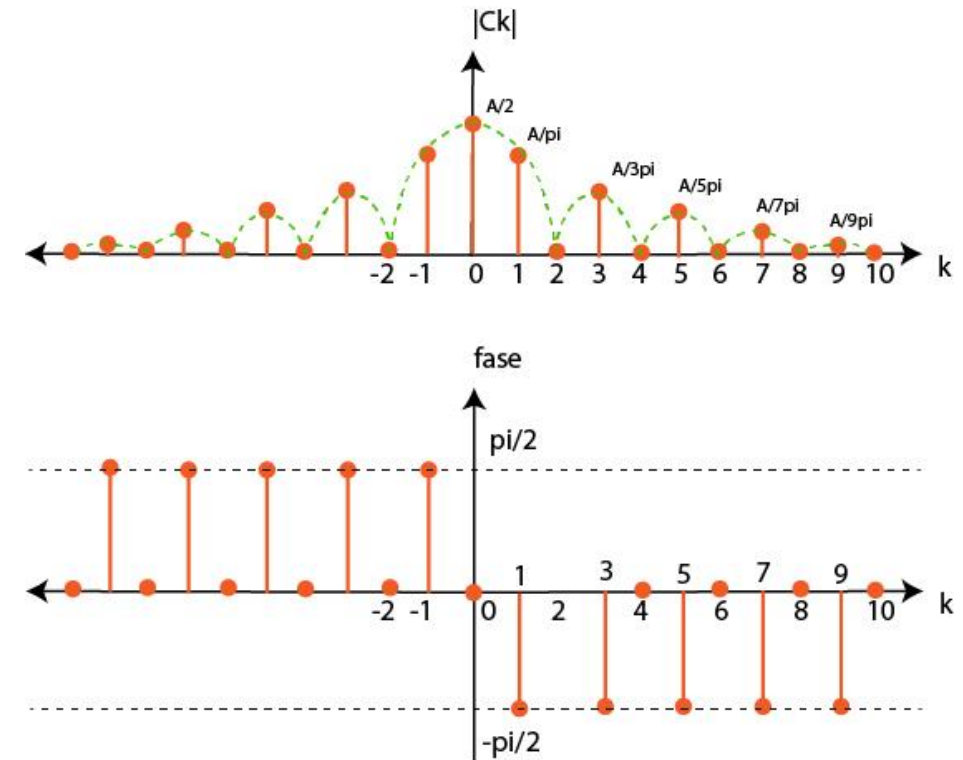 |Ck|
A/2
A/pi
A/3pi
A/5pi
A/7pi
A/9pi
-2 -1 0 1 2 3 4 5 6 7 8 9 10 k
fase
pi/2
1 3 5 7 9
-2 -1 0 2 4 6 8 10 k
-pi/2